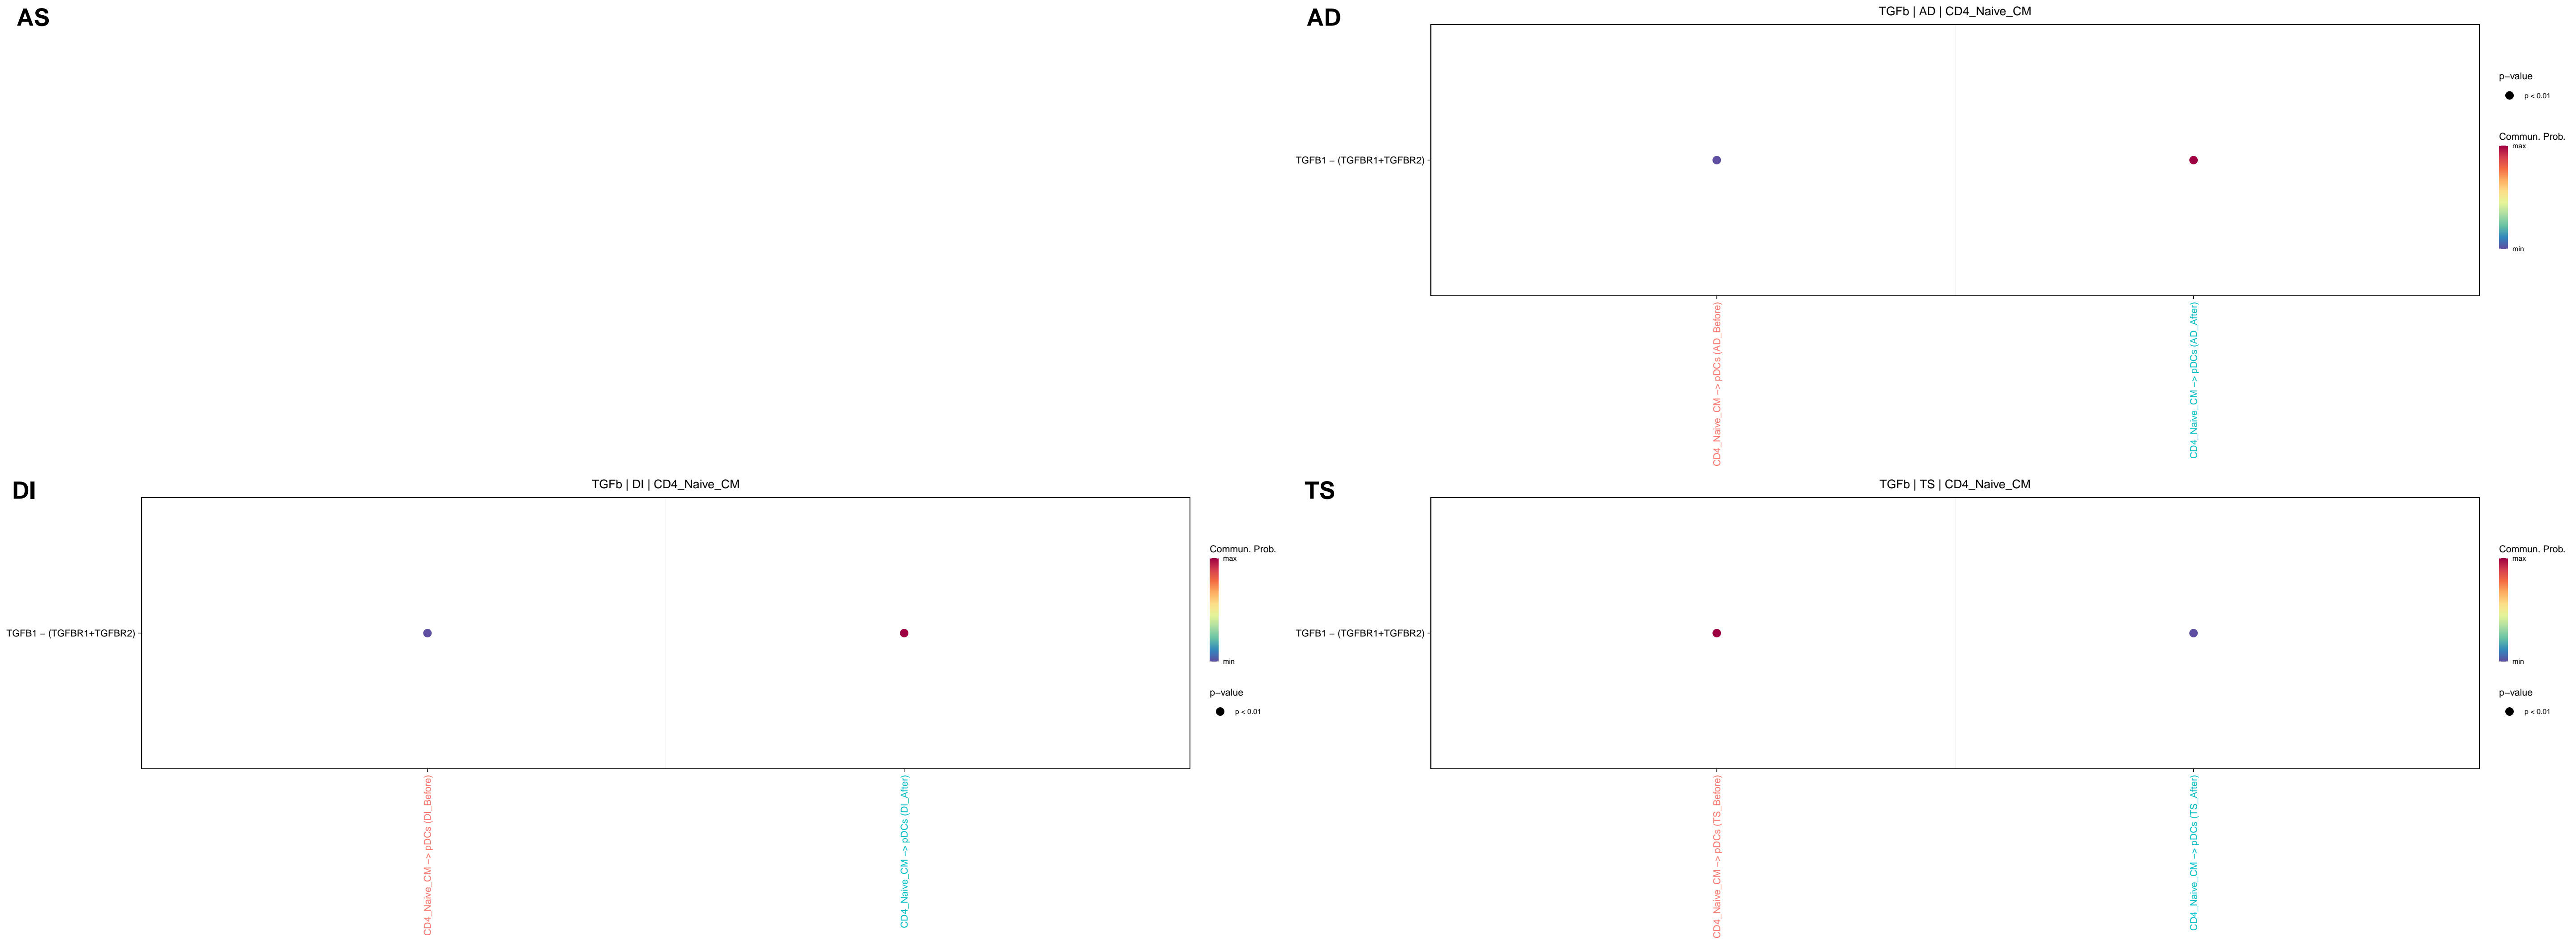 AS
AD
TGFb | AD | CD4_Naive_CM
TGFB1 − (TGFBR1+TGFBR2)
CD4_Naive_CM −> pDCs (AD_Before)
CD4_Naive_CM −> pDCs (AD_After)
p−value
p < 0.01
Commun. Prob.
max
min
DI
TGFb | DI | CD4_Naive_CM
TGFB1 − (TGFBR1+TGFBR2)
CD4_Naive_CM −> pDCs (DI_Before)
CD4_Naive_CM −> pDCs (DI_After)
Commun. Prob.
max
min
p−value
p < 0.01
TS
TGFb | TS | CD4_Naive_CM
TGFB1 − (TGFBR1+TGFBR2)
CD4_Naive_CM −> pDCs (TS_Before)
CD4_Naive_CM −> pDCs (TS_After)
Commun. Prob.
max
min
p−value
p < 0.01